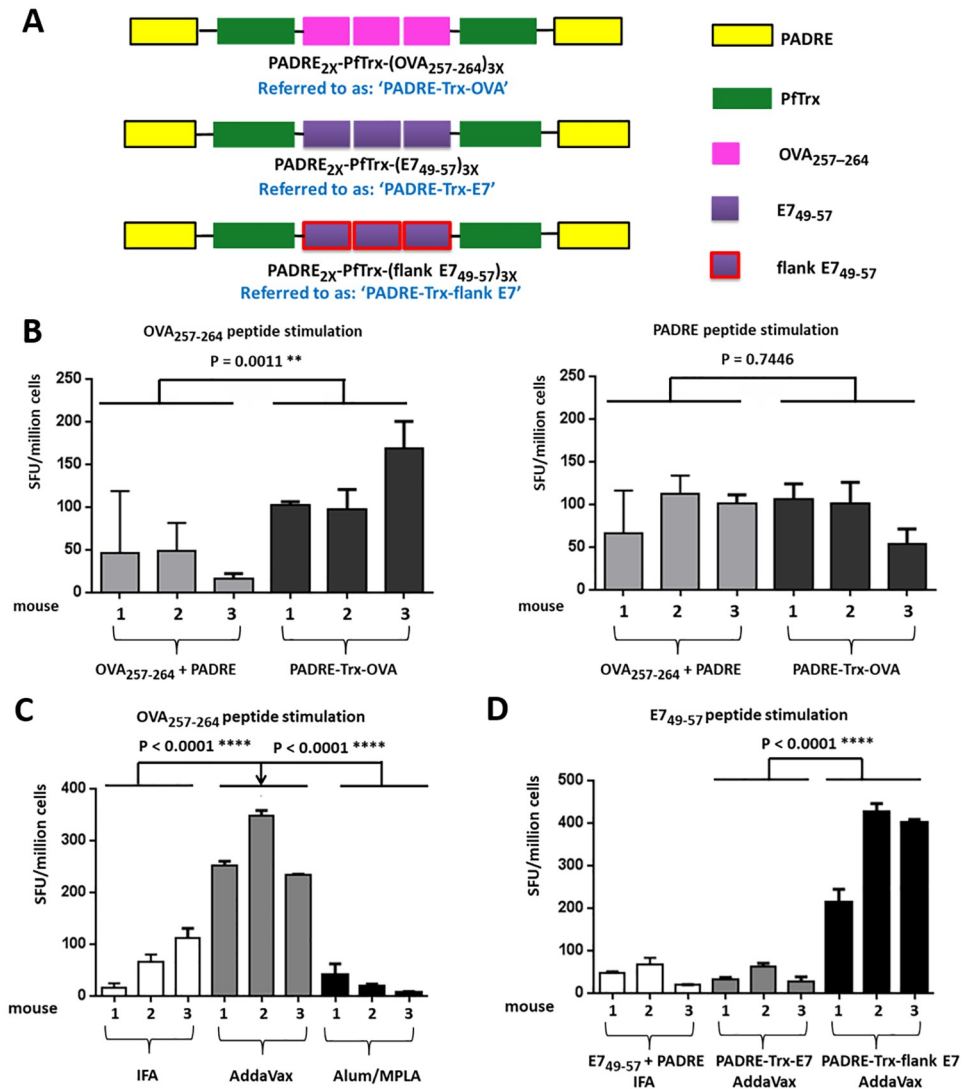 A
PADRE2X-PfTrx-(OVA257-264)3X
Referred to as: ‘PADRE-Trx-OVA’
PADRE2X-PfTrx-(E749-57)3X
Referred to as: ‘PADRE-Trx-E7’
PADRE2X-PfTrx-(flank E749-57)3X
Referred to as: ‘PADRE-Trx-flank E7’
PADRE
PfTrx
OVA257–264
E749-57
flank E749-57
B
OVA257-264 peptide stimulation
P = 0.0011 **
SFU/million cells
250
200
150
100
50
0
mouse 1 2 3 1 2 3
OVA257-264 + PADRE PADRE-Trx-OVA
PADRE peptide stimulation
P = 0.7446
SFU/million cells
250
200
150
100
50
0
mouse 1 2 3 1 2 3
OVA257-264 + PADRE PADRE-Trx-OVA
C
OVA257-264 peptide stimulation
P < 0.0001 **** P < 0.0001 ****
SFU/million cells
400
300
200
100
0
mouse 1 2 3 1 2 3 1 2 3
IFA AddaVax Alum/MPLA
D
E749-57 peptide stimulation
P < 0.0001 ****
SFU/million cells
500
400
300
200
100
0
mouse 1 2 3 1 2 3 1 2 3
E749-57 + PADRE PADRE-Trx-E7 PADRE-Trx-flank E7
IFA AddaVax AddaVax